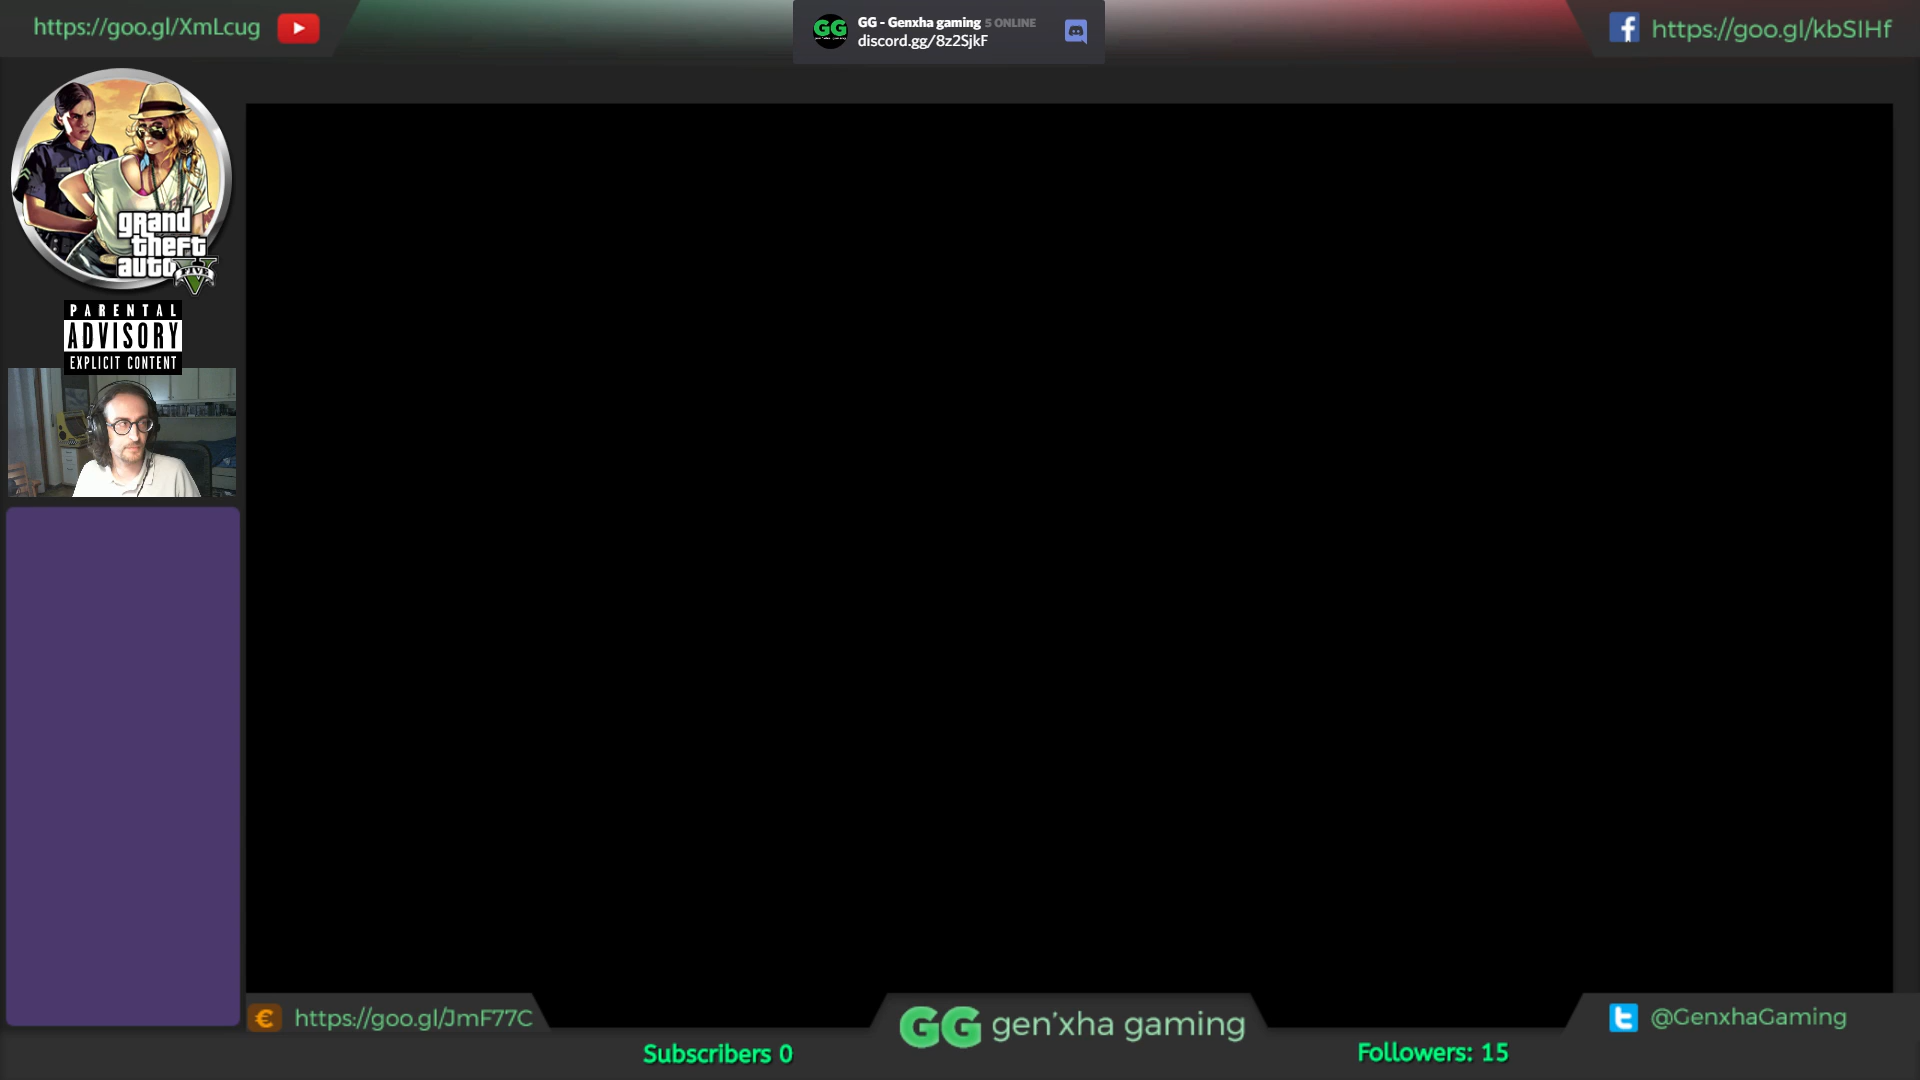 https://goo.gl/XmLcug
GG GG - Genxha gaming 5 ONLINE
discord.gg/8z2SjkF
https://goo.gl/kbSIHf
grand
theft
auto
FIVE
PARENTAL
ADVISORY
EXPLICIT CONTENT
€ https://goo.gl/JmF77C
Subscribers 0
GG gen'xha gaming
Followers: 15
@GenxhaGaming